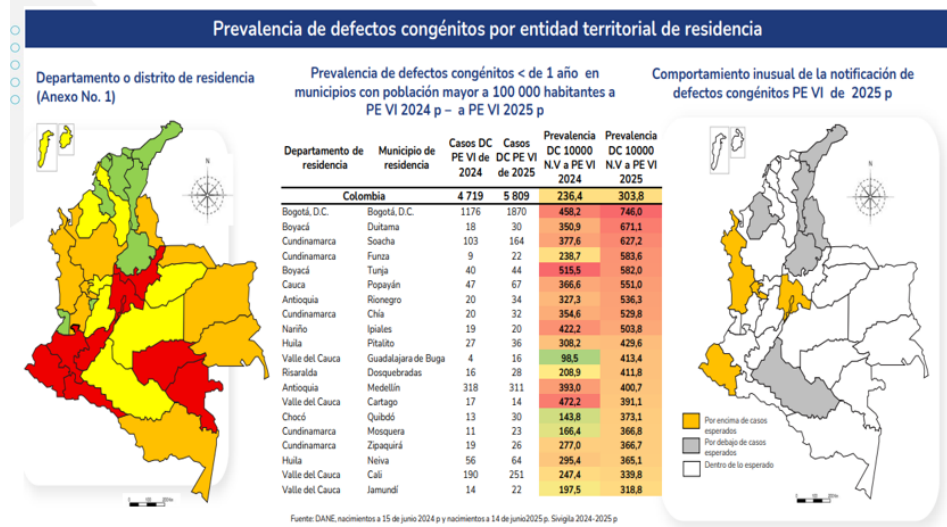 Prevalencia de defectos congénitos por entidad territorial de residencia
Departamento o distrito de residencia
(Anexo No. 1)
N
Prevalencia de defectos congénitos < de 1 año en
municipios con población mayor a 100 000 habitantes a
PE VI 2024 p – a PE VI 2025 p
Departamento de residencia Municipio de residencia Casos DC PE VI de 2024 Casos DC PE VI de 2025 Prevalencia DC 10000 N.V a PE VI 2024 Prevalencia DC 10000 N.V a PE VI 2025
Colombia 4 719 5 809 236,4 303,8
Bogotá, D.C. Bogotá, D.C. 1176 1870 458,2 746,0
Boyacá Duitama 18 30 350,9 671,1
Cundinamarca Soacha 103 164 377,6 627,2
Cundinamarca Funza 9 22 238,7 583,6
Boyacá Tunja 40 44 515,5 582,0
Cauca Popayán 47 67 366,6 551,0
Antioquia Rionegro 20 34 327,3 536,3
Cundinamarca Chía 20 32 354,6 529,8
Nariño Ipiales 19 20 422,2 503,8
Huila Pitalito 27 36 308,2 429,6
Valle del Cauca Guadalajara de Buga 4 16 98,5 413,4
Risaralda Dosquebradas 16 28 208,9 411,8
Antioquia Medellín 318 311 393,0 400,7
Valle del Cauca Cartago 17 14 472,2 391,1
Chocó Quibdó 13 30 143,8 373,1
Cundinamarca Mosquera 11 23 166,4 366,8
Cundinamarca Zipaquirá 19 26 277,0 366,7
Huila Neiva 56 64 295,4 365,1
Valle del Cauca Cali 190 251 247,4 339,8
Valle del Cauca Jamundí 14 22 197,5 318,8
Comportamiento inusual de la notificación de
defectos congénitos PE VI de 2025 p
N
Por encima de casos
esperados
Por debajo de casos
esperados
Dentro de lo esperado
Fuente: DANE, nacimientos a 15 de junio 2024 p y nacimientos a 14 de junio2025 p. Sivigila 2024-2025 p